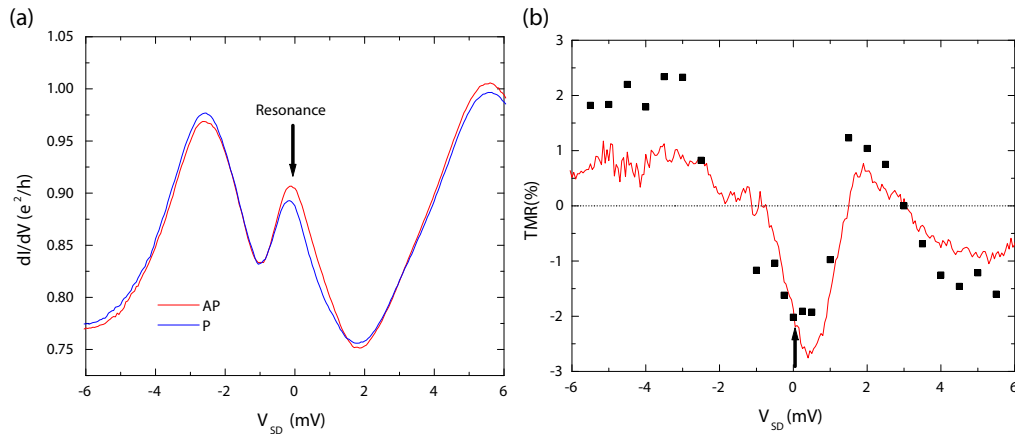 (a)
1.05
1.00
0.95
0.90
0.85
0.80
0.75
dI/dV (e²/h)
Resonance
AP
P
-6 -4 -2 0 2 4 6
V_SD (mV)
(b)
3
2
1
0
-1
-2
-3
TMR(%)
-6 -4 -2 0 2 4 6
V_SD (mV)